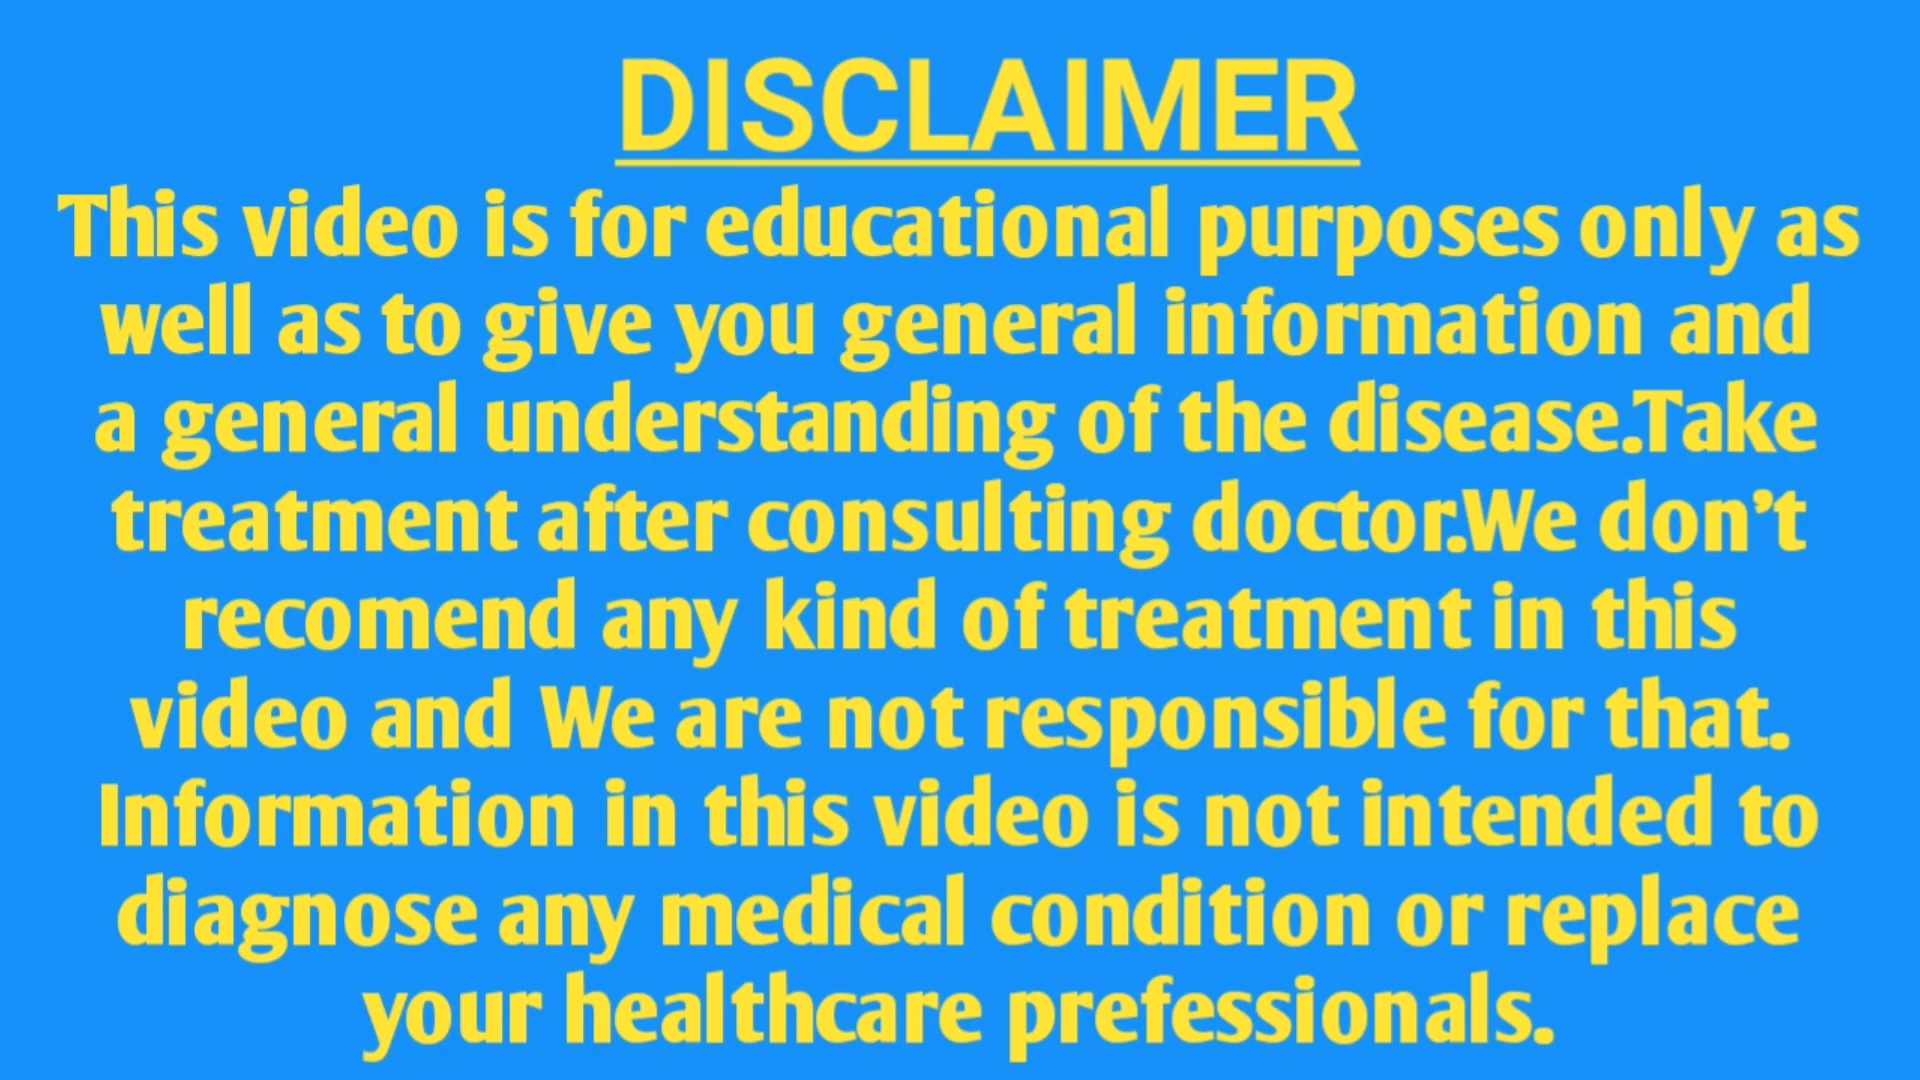 DISCLAIMER
This video is for educational purposes only as
well as to give you general information and
a general understanding of the disease.Take
treatment after consulting doctor.We don't
recomend any kind of treatment in this
video and We are not responsible for that.
Information in this video is not intended to
diagnose any medical condition or replace
your healthcare prefessionals.